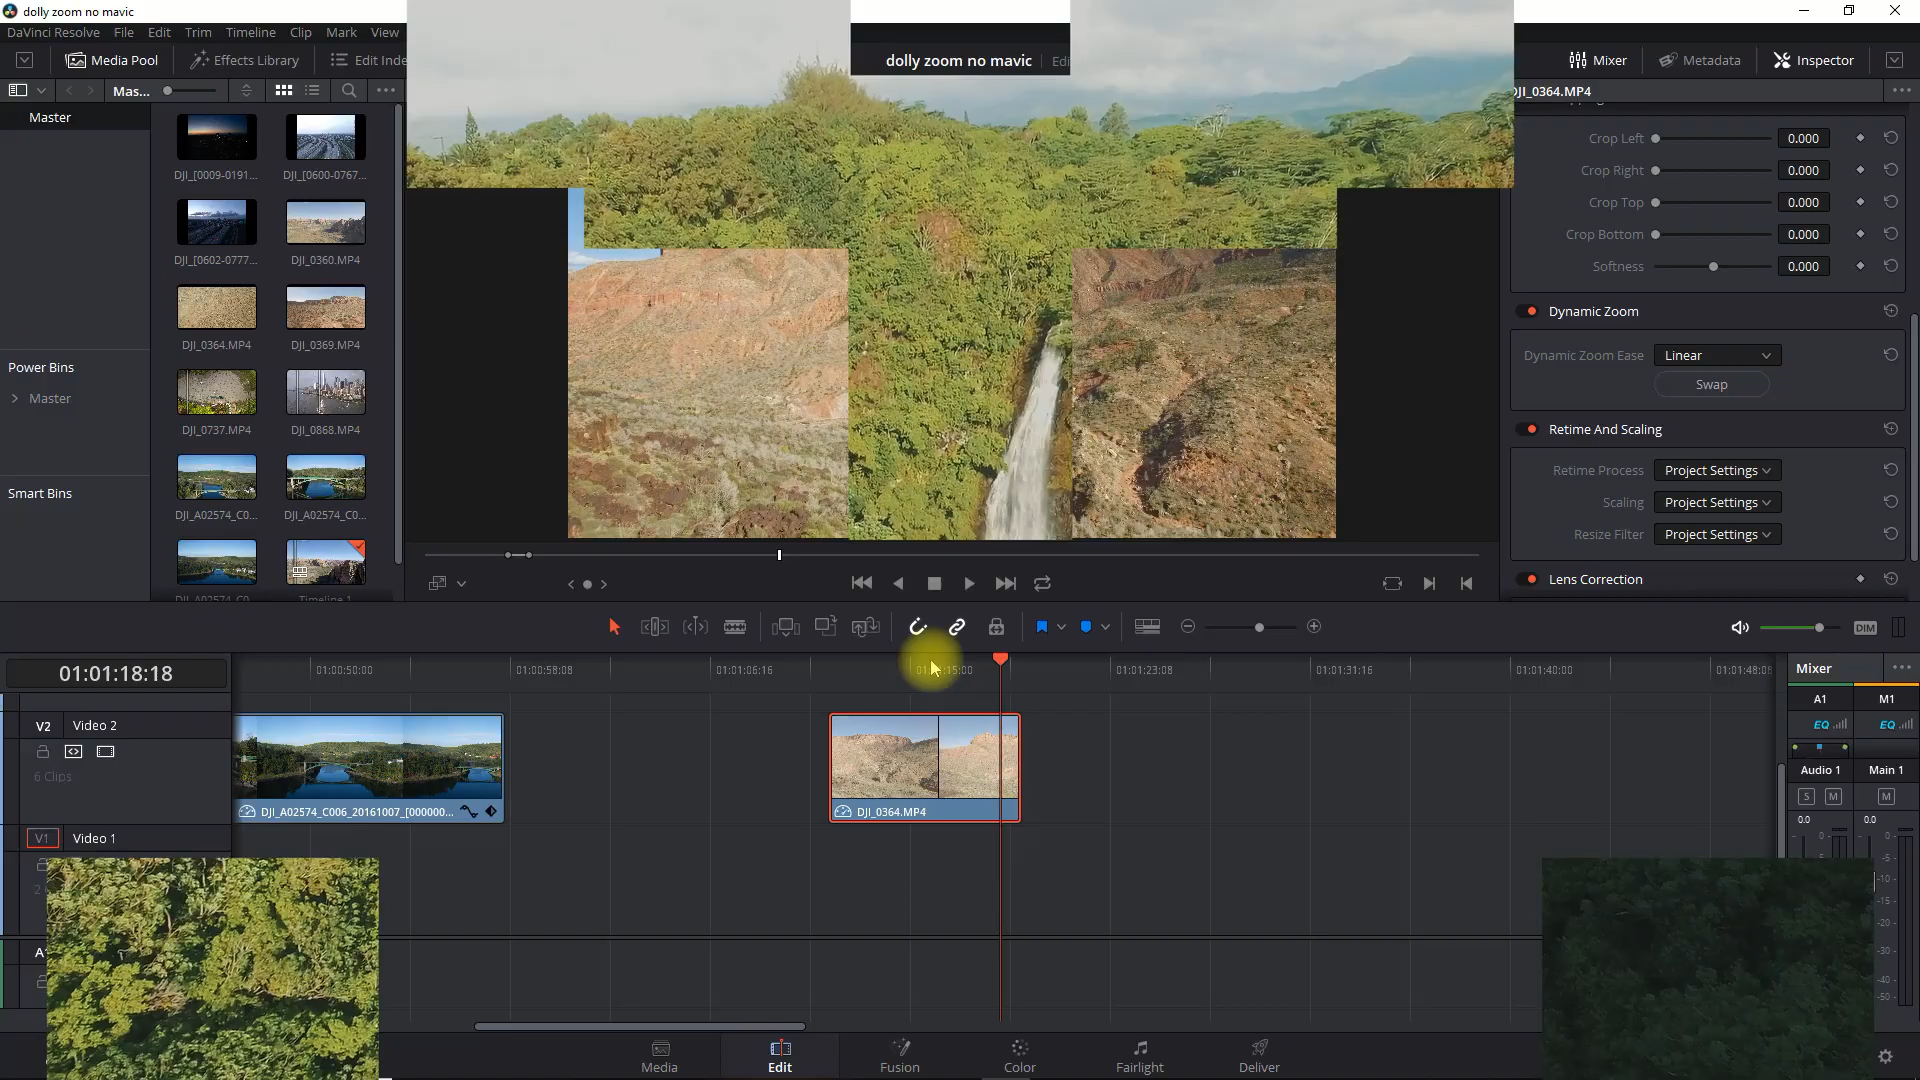 dolly zoom no mavic
DaVinci Resolve File Edit Trim Timeline Clip Mark View
Media Pool Effects Library Edit Inde
dolly zoom no mavic Edi
Mixer Metadata Inspector
Mas...
DJI_0364.MP4
Master
DJI_[0009-0191... DJI_[0600-0767...
DJI_[0602-0777... DJI_0360.MP4
DJI_0364.MP4 DJI_0369.MP4
DJI_0737.MP4 DJI_0868.MP4
DJI_A02574_C0... DJI_A02574_C0...
DJI_A02574_C0... Timeline 1
Power Bins
Master
Smart Bins
Crop Left 0.000
Crop Right 0.000
Crop Top 0.000
Crop Bottom 0.000
Softness 0.000
Dynamic Zoom
Dynamic Zoom Ease Linear
Swap
Retime And Scaling
Retime Process Project Settings
Scaling Project Settings
Resize Filter Project Settings
Lens Correction
DIM
01:01:18:18
01:00:50:00 01:00:58:08 01:01:06:16 15:00 01:01:23:08 01:01:31:16 01:01:40:00 01:01:48:08
V2 Video 2
6 Clips
DJI_A02574_C006_20161007_[000000...
DJI_0364.MP4
V1 Video 1
2
A
Mixer
A1 M1
EQ EQ
Audio 1 Main 1
S M M
0.0 0.0
0 0
-5 -5
-10
-15
-20
-30
-40
-50
Media Edit Fusion Color Fairlight Deliver